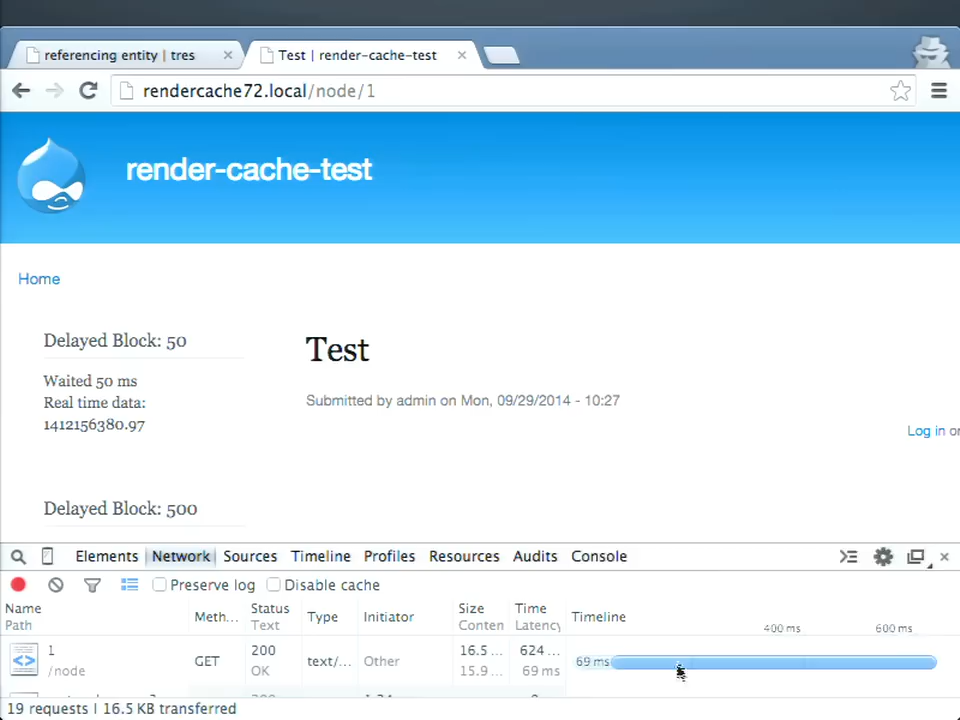 referencing entity | tres
Test | render-cache-test
rendercache72.local/node/1
render-cache-test
Home
Delayed Block: 50
Waited 50 ms
Real time data:
1412156380.97
Test
Submitted by admin on Mon, 09/29/2014 - 10:27
Log in or
Delayed Block: 500
Elements Network Sources Timeline Profiles Resources Audits Console
Preserve log Disable cache
Name Meth... Status Type Initiator Size Time Timeline
Path Text Conten Latency 400 ms 600 ms
1 GET 200 text/... Other 16.5 ... 624 ... 69 ms
/node OK 15.9 ... 69 ms
19 requests | 16.5 KB transferred